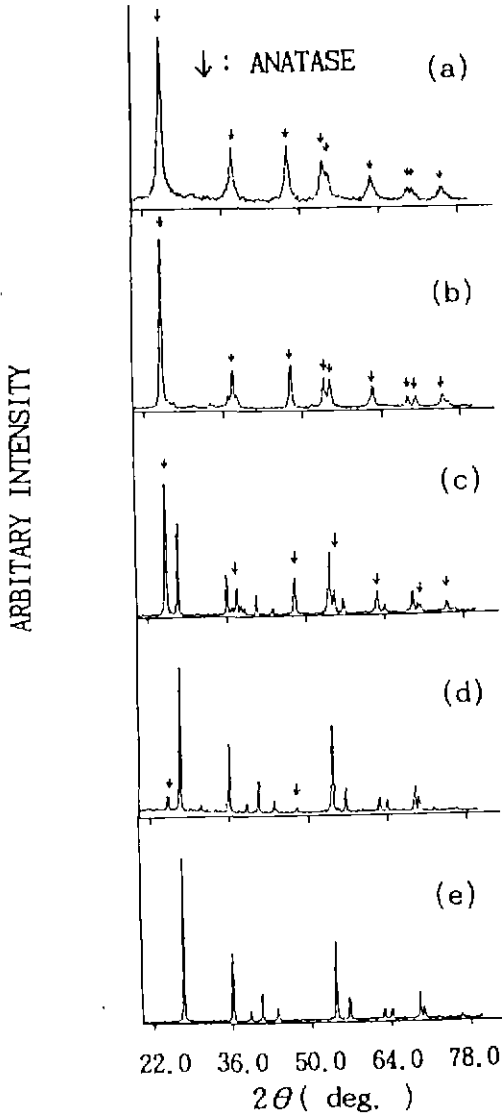 ↓: ANATASE
(a)
(b)
(c)
(d)
(e)
ARBITARY INTENSITY
22.0 36.0 50.0 64.0 78.0
2θ( deg. )